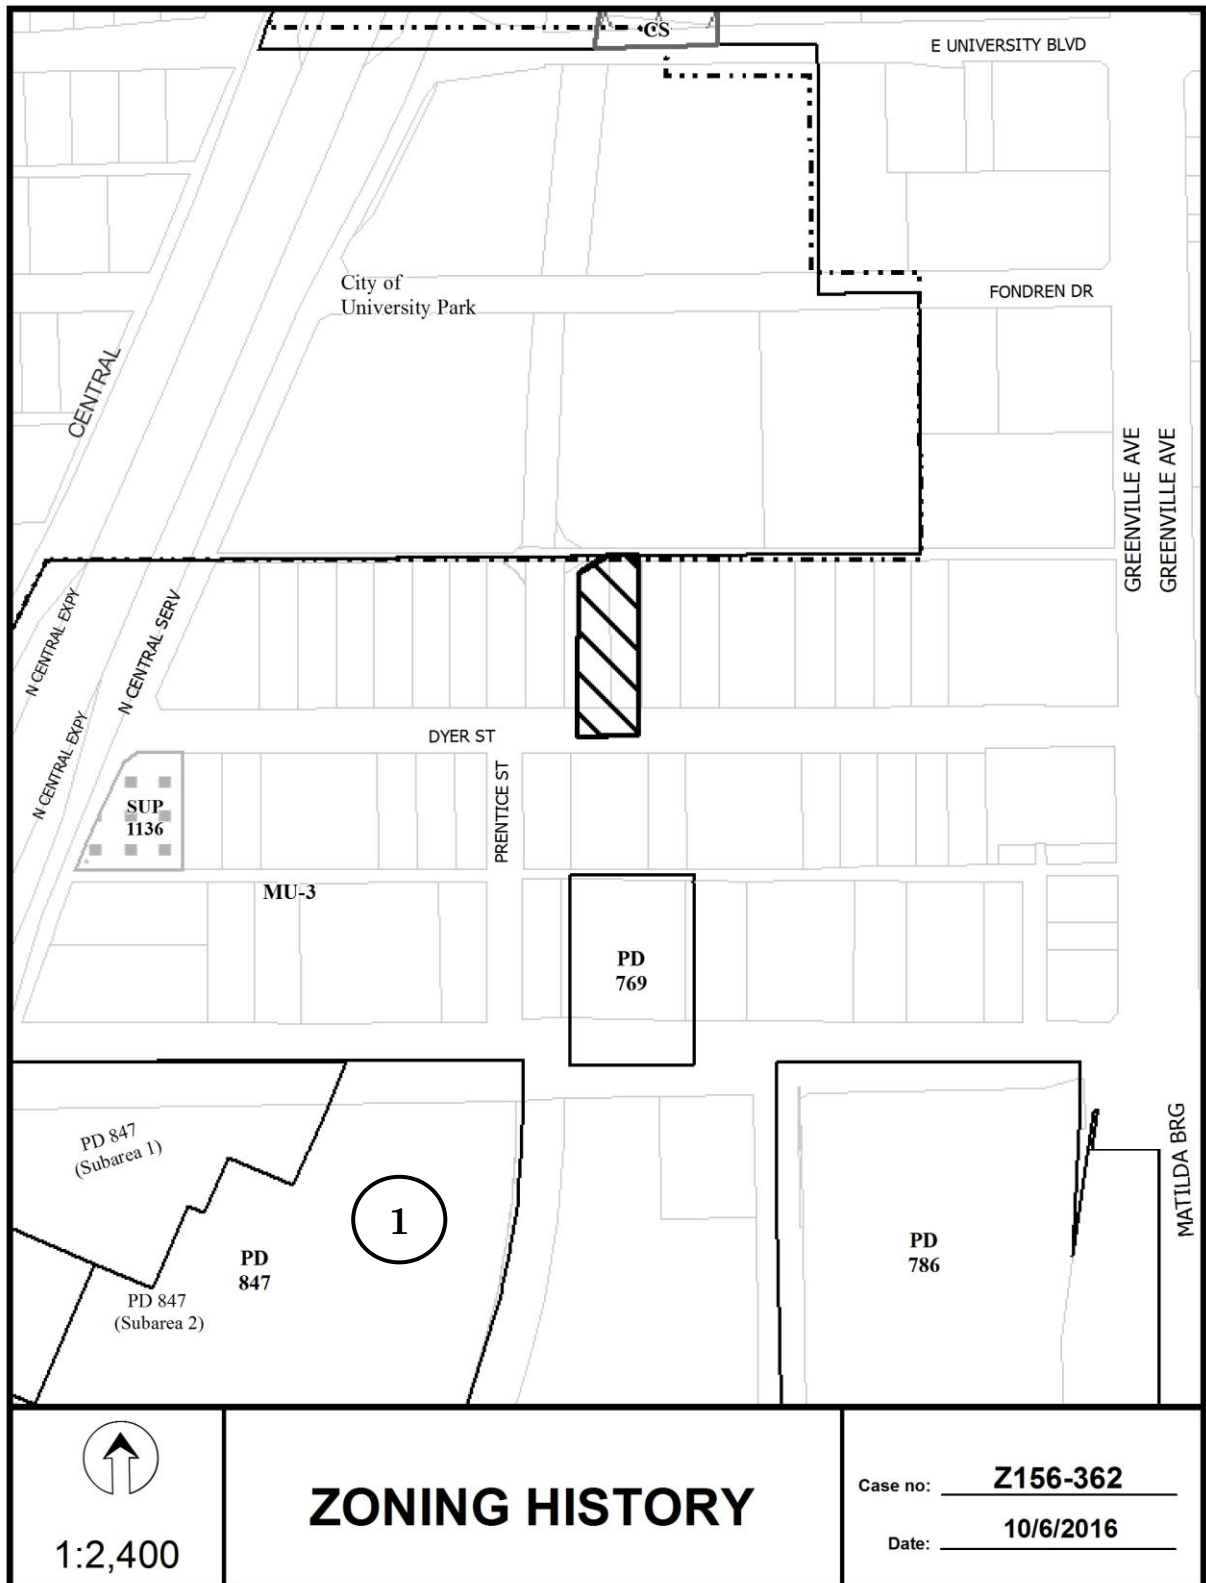 CS
E UNIVERSITY BLVD
City of
University Park
FONDREN DR
CENTRAL
GREENVILLE AVE
GREENVILLE AVE
N CENTRAL EXPY
N CENTRAL SERV
N CENTRAL EXPY
DYER ST
PRENTICE ST
SUP
1136
MU-3
PD
769
PD 847
(Subarea 1)
1
PD
847
PD 847
(Subarea 2)
PD
786
MATILDA BRG
1:2,400
ZONING HISTORY
Case no: Z156-362
Date: 10/6/2016